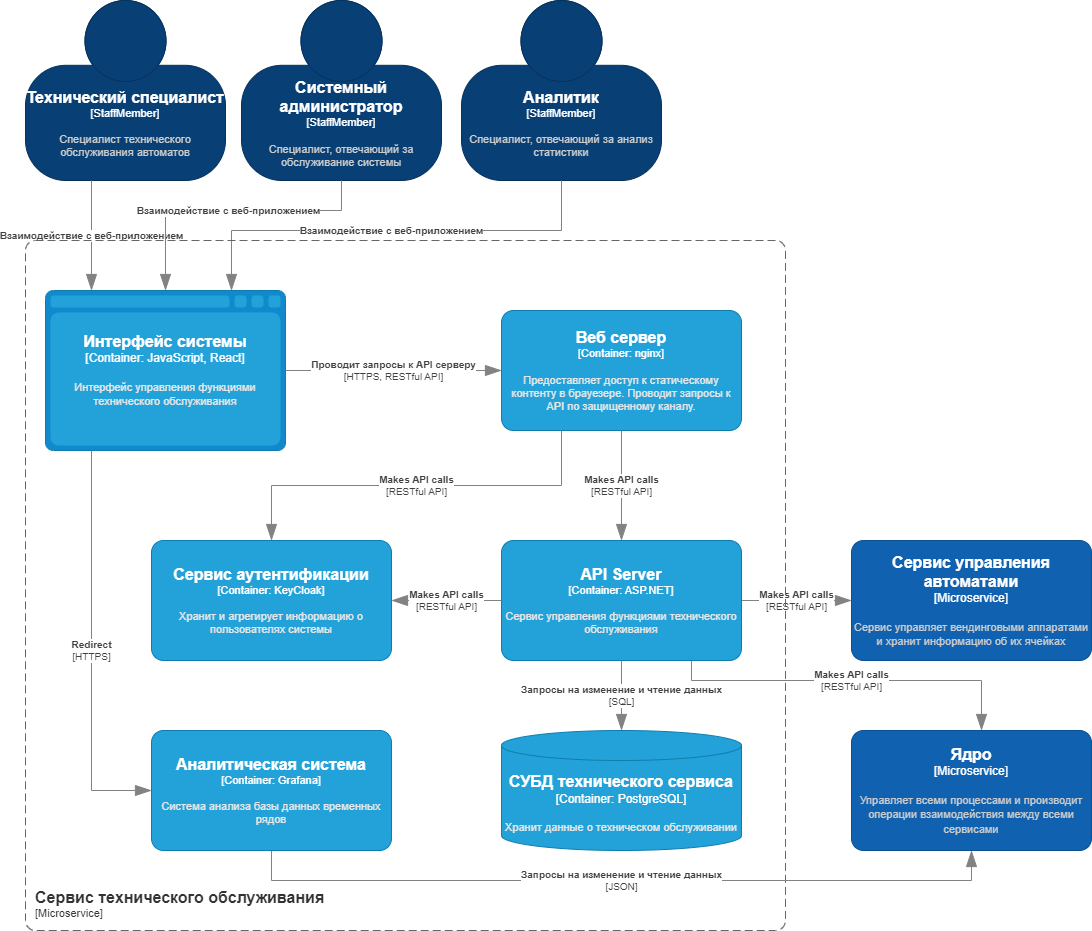 Технический специалист
[StaffMember]
Специалист технического
обслуживания автоматов
Системный
администратор
[StaffMember]
Специалист, отвечающий за
обслуживание системы
Аналитик
[StaffMember]
Специалист, отвечающий за анализ
статистики
Взаимодействие с веб-приложением
Взаимодействие с веб-приложением
Взаимодействие с веб-приложением
Интерфейс системы
[Container: JavaScript, React]
Интерфейс управления функциями
технического обслуживания
Проводит запросы к API серверу
[HTTPS, RESTful API]
Веб сервер
[Container: nginx]
Предоставляет доступ к статическому
контенту в браузере. Проводит запросы к
API по защищенному каналу.
Makes API calls
[RESTful API]
Makes API calls
[RESTful API]
Сервис аутентификации
[Container: KeyCloak]
Хранит и агрегирует информацию о
пользователях системы
Makes API calls
[RESTful API]
API Server
[Container: ASP.NET]
Сервис управления функциями технического
обслуживания
Makes API calls
[RESTful API]
Сервис управления
автоматами
[Microservice]
Сервис управляет вендинговыми аппаратами
и хранит информацию об их ячейках
Redirect
[HTTPS]
Запросы на изменение и чтение данных
[SQL]
Makes API calls
[RESTful API]
Аналитическая система
[Container: Grafana]
Система анализа базы данных временных
рядов
СУБД технического сервиса
[Container: PostgreSQL]
Хранит данные о техническом обслуживании
Ядро
[Microservice]
Управляет всеми процессами и производит
операции взаимодействия между всеми
сервисами
Запросы на изменение и чтение данных
[JSON]
Сервис технического обслуживания
[Microservice]